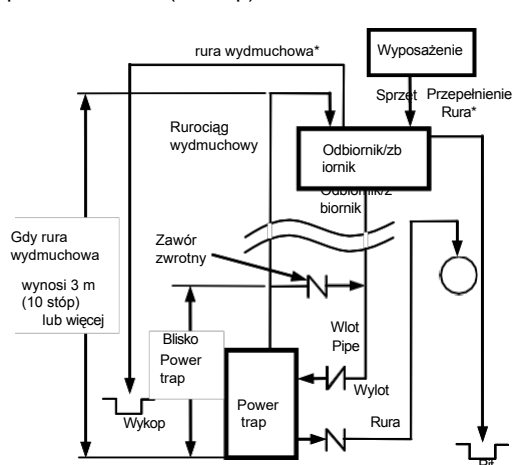 rura wydmuchowa*
Wyposażenie
Sprzęt
Przepełnienie
Rura*
Rurociąg
wydmuchowy
Odbiornik/zb
iornik
Odbiornik/z
biornik
Gdy rura
wydmuchowa
wynosi 3 m
(10 stóp)
lub więcej
Zawór
zwrotny
Blisko
Power
trap
Wlot
Pipe
Wylot
Power
trap
Rura
Wykop
Pit